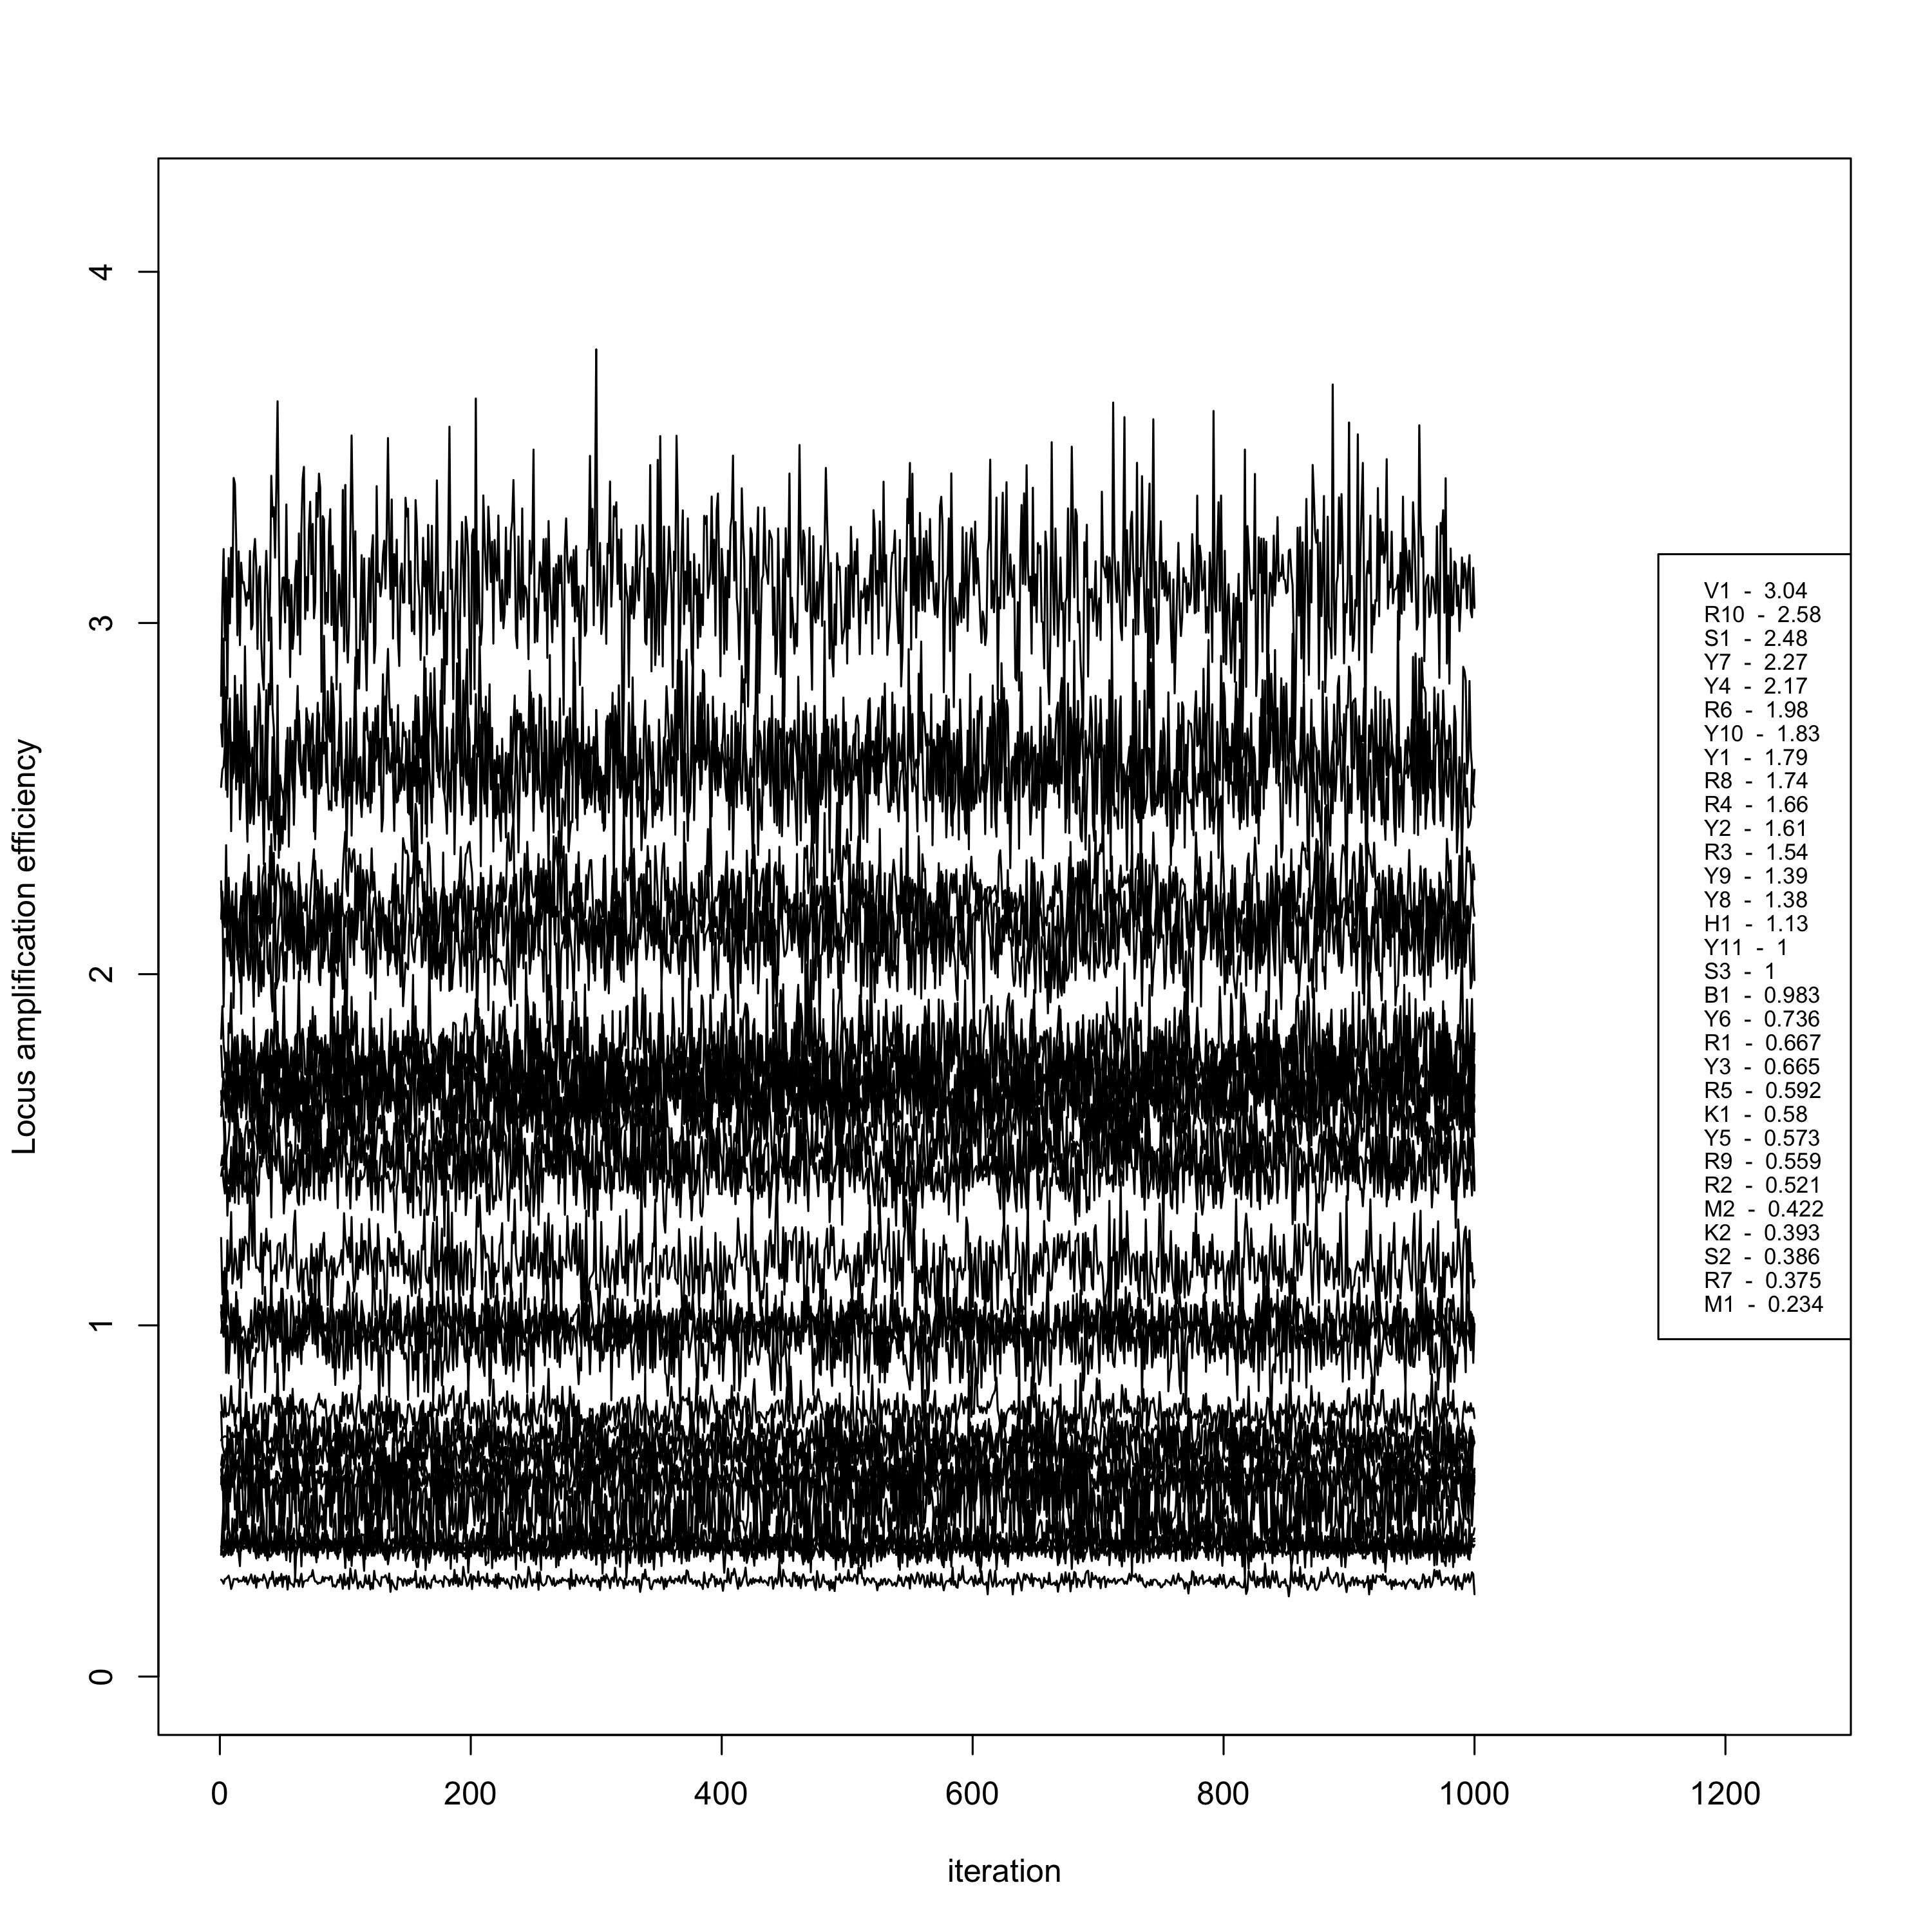 Locus amplification efficiency
4
3
2
1
0
V1 - 3.04
R10 - 2.58
S1 - 2.48
Y7 - 2.27
Y4 - 2.17
R6 - 1.98
Y10 - 1.83
Y1 - 1.79
R8 - 1.74
R4 - 1.66
Y2 - 1.61
R3 - 1.54
Y9 - 1.39
Y8 - 1.38
H1 - 1.13
Y11 - 1
S3 - 1
B1 - 0.983
Y6 - 0.736
R1 - 0.667
Y3 - 0.665
R5 - 0.592
K1 - 0.58
Y5 - 0.573
R9 - 0.559
R2 - 0.521
M2 - 0.422
K2 - 0.393
S2 - 0.386
R7 - 0.375
M1 - 0.234
0 200 400 600 800 1000 1200
iteration